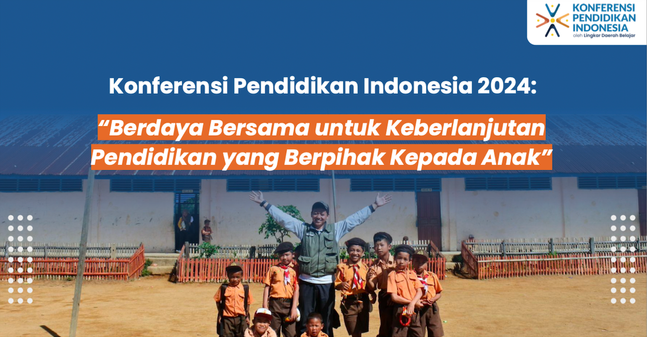 KONFERENSI
PENDIDIKAN
INDONESIA
oleh Lingkar Daerah Belajar
Konferensi Pendidikan Indonesia 2024:
“Berdaya Bersama untuk Keberlanjutan
Pendidikan yang Berpihak Kepada Anak”